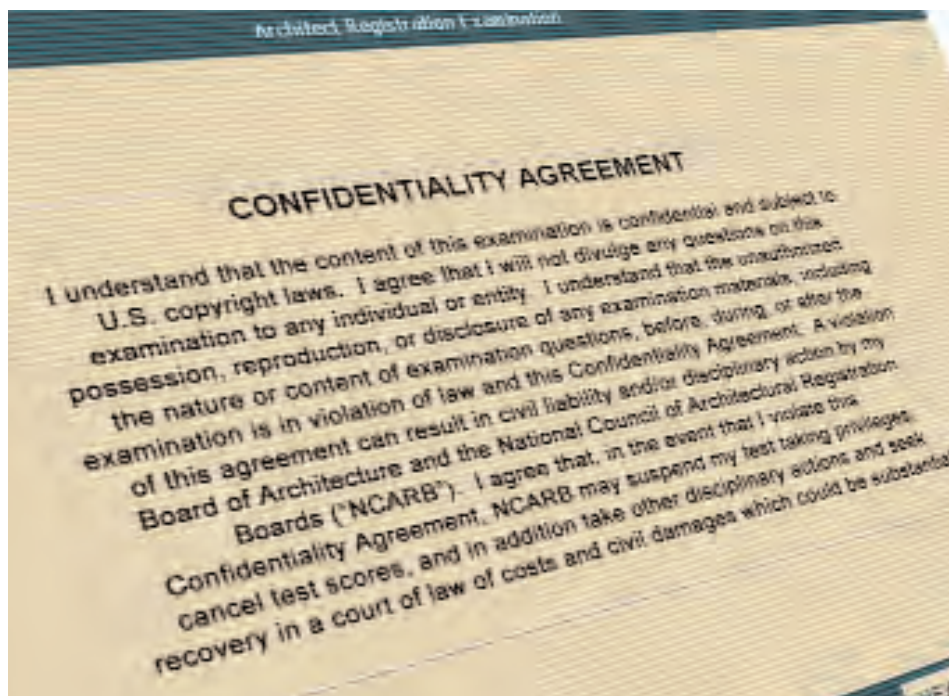 Architect Registration Examination
CONFIDENTIALITY AGREEMENT
I understand that the content of this examination is confidential and subject to
U.S. copyright laws. I agree that I will not divulge any questions on this
examination to any individual or entity. I understand that the unauthorized
possession, reproduction, or disclosure of any examination materials, including
the nature or content of examination questions, before, during, or after the
examination is in violation of law and this Confidentiality Agreement. A violation
of this agreement can result in civil liability and/or disciplinary action by my
Board of Architecture and the National Council of Architectural Registration
Boards ("NCARB"). I agree that, in the event that I violate this
Confidentiality Agreement, NCARB may suspend my test taking privileges,
cancel test scores, and in addition take other disciplinary actions and seek
recovery in a court of law of costs and civil damages which could be substantial